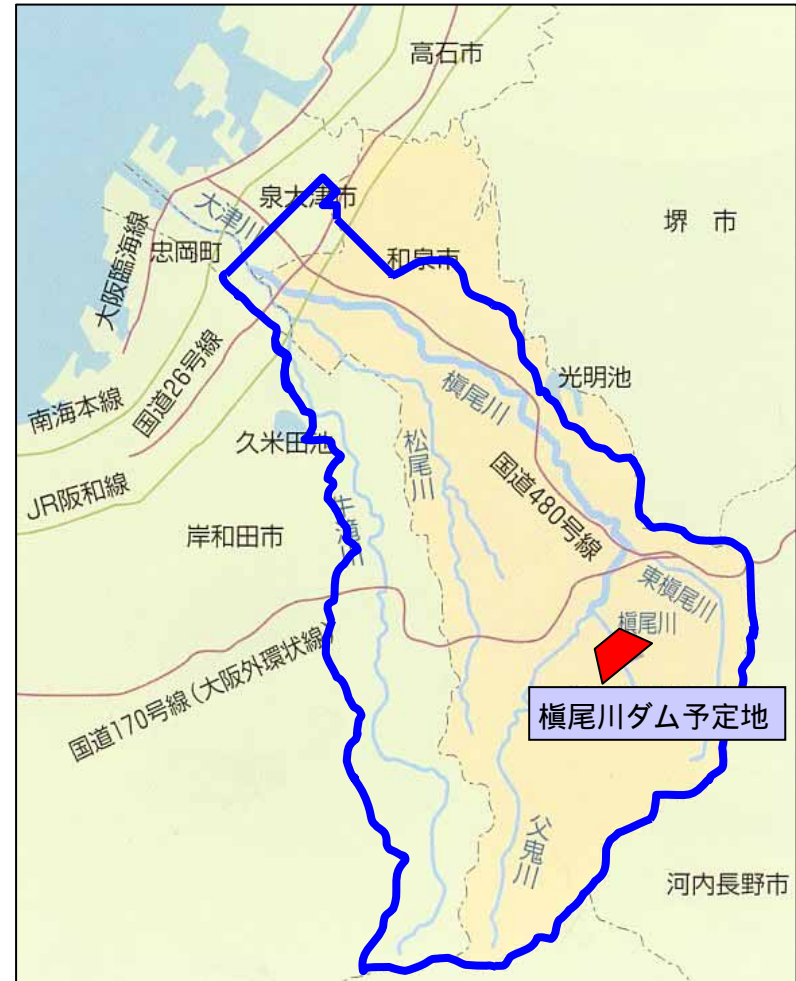 高石市
泉大津市
大津川
堺 市
忠岡町
和泉市
大阪臨海線
国道26号線
光明池
槇尾川
南海本線
久米田池
松尾川
国道480号線
JR阪和線
牛滝川
岸和田市
東槇尾川
槇尾川
国道170号線(大阪外環状線)
槇尾川ダム予定地
父鬼川
河内長野市